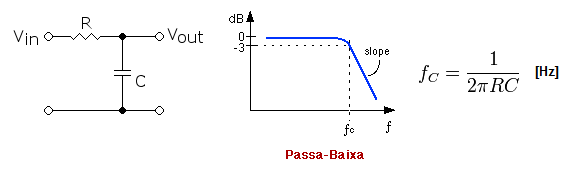 R
Vin
Vout
C
dB
0
-3
slope
fc
f
Passa-Baixa
fC = 1 / 2πRC [Hz]